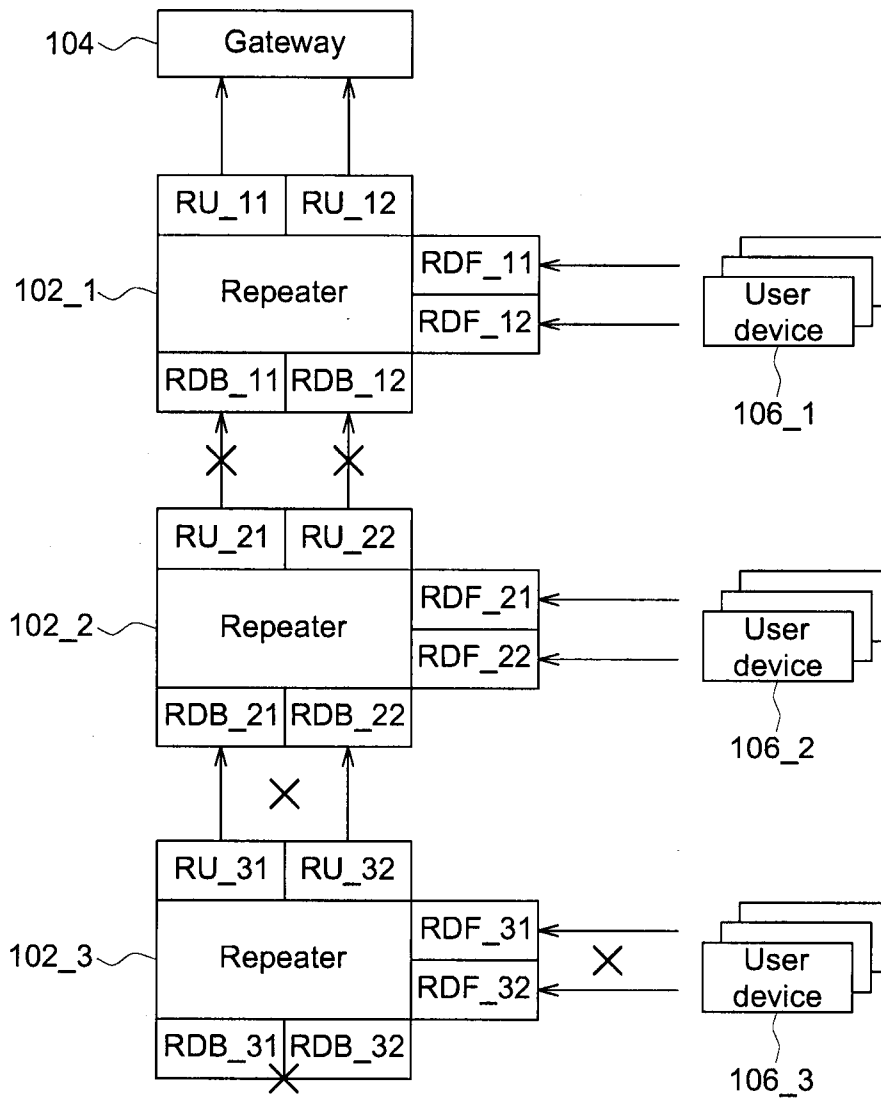 104
Gateway
RU_11
RU_12
RDF_11
102_1
Repeater
User
device
RDF_12
RDB_11
RDB_12
106_1
RU_21
RU_22
RDF_21
102_2
Repeater
User
device
RDF_22
RDB_21
RDB_22
106_2
RU_31
RU_32
RDF_31
102_3
Repeater
User
device
RDF_32
RDB_31
RDB_32
106_3